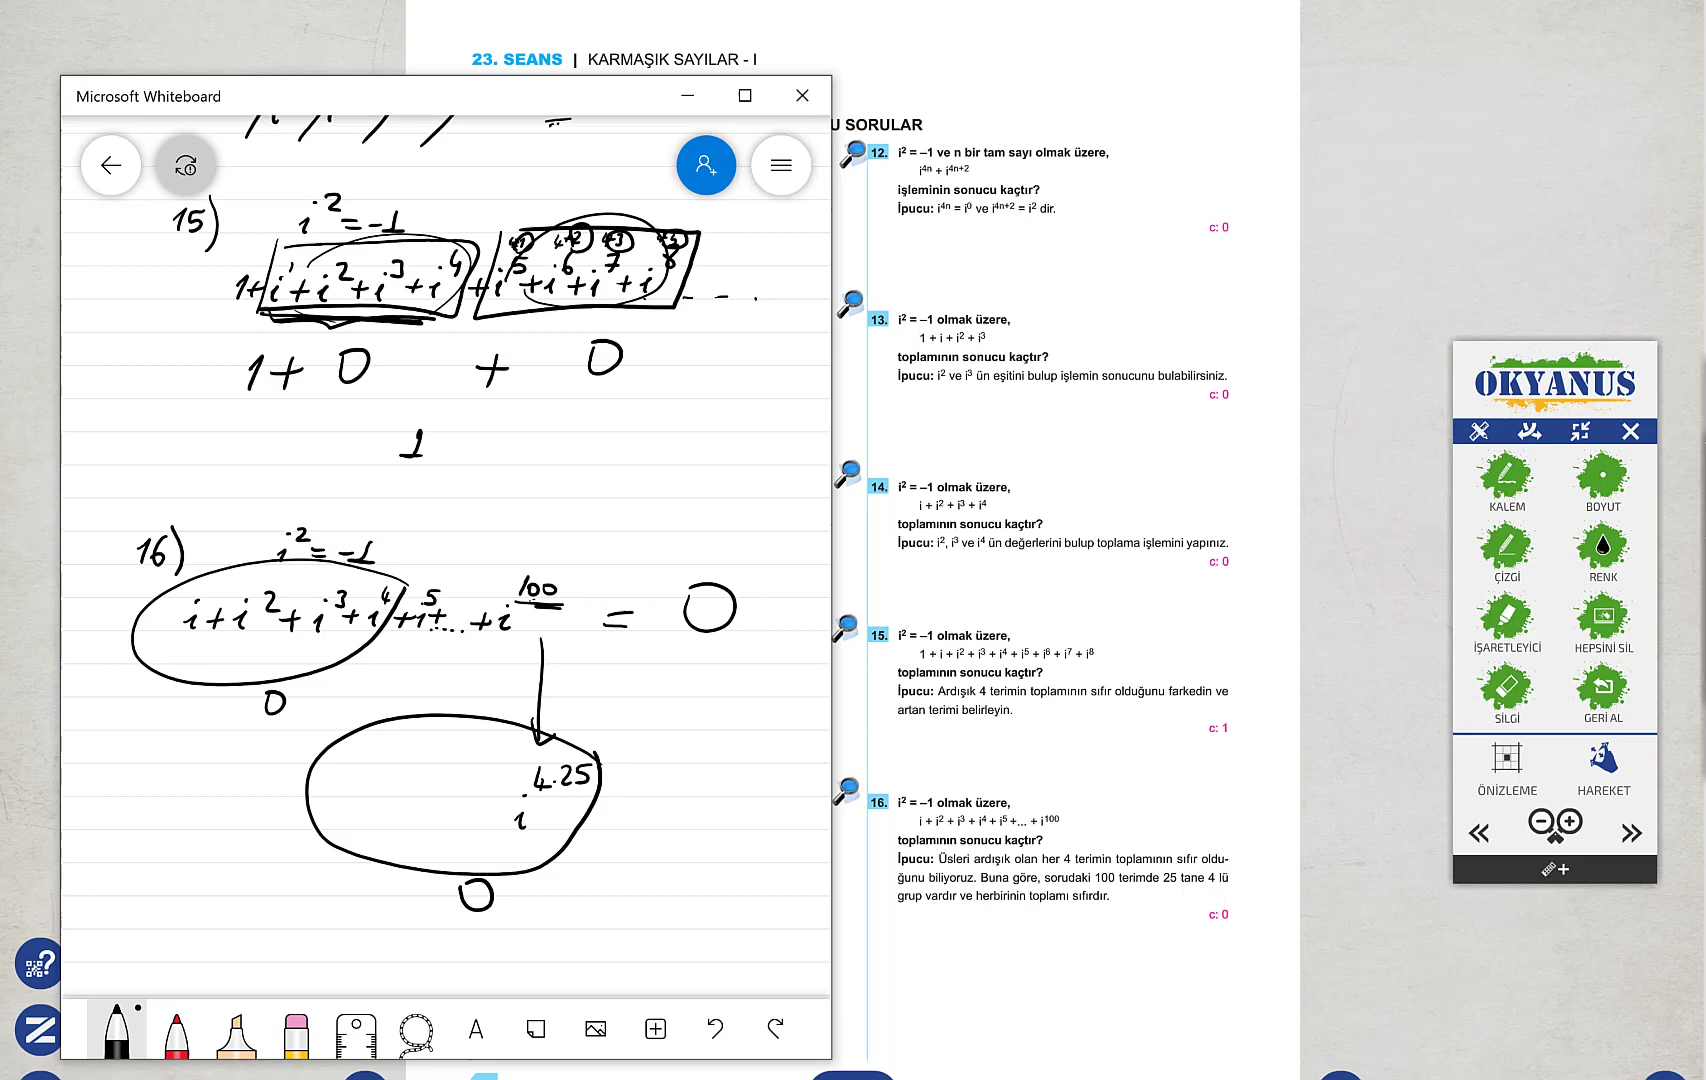 23. SEANS | KARMAŞIK SAYILAR - I
Microsoft Whiteboard
15) i² = -1
1+i¹+i²+i³+i⁴+i⁵+i⁶+i⁷+i⁸ - - .
1+ 0 + 0
1
16) i² = -1
i+i²+i³+i⁴+i⁵+....+i¹⁰⁰ = 0
0
i⁴·²⁵
0
U SORULAR
12. i² = –1 ve n bir tam sayı olmak üzere,
i⁴ⁿ + i⁴ⁿ⁺²
işleminin sonucu kaçtır?
İpucu: i⁴ⁿ = i⁰ ve i⁴ⁿ⁺² = i² dir.
c: 0
13. i² = –1 olmak üzere,
1 + i + i² + i³
toplamının sonucu kaçtır?
İpucu: i² ve i³ ün eşitini bulup işlemin sonucunu bulabilirsiniz.
c: 0
14. i² = –1 olmak üzere,
i + i² + i³ + i⁴
toplamının sonucu kaçtır?
İpucu: i², i³ ve i⁴ ün değerlerini bulup toplama işlemini yapınız.
c: 0
15. i² = –1 olmak üzere,
1 + i + i² + i³ + i⁴ + i⁵ + i⁶ + i⁷ + i⁸
toplamının sonucu kaçtır?
İpucu: Ardışık 4 terimin toplamının sıfır olduğunu farkedin ve
artan terimi belirleyin.
c: 1
16. i² = –1 olmak üzere,
i + i² + i³ + i⁴ + i⁵ +... + i¹⁰⁰
toplamının sonucu kaçtır?
İpucu: Üsleri ardışık olan her 4 terimin toplamının sıfır oldu-
ğunu biliyoruz. Buna göre, sorudaki 100 terimde 25 tane 4 lü
grup vardır ve herbirinin toplamı sıfırdır.
c: 0
OKYANUS
KALEM BOYUT
ÇİZGİ RENK
İŞARETLEYİCİ HEPSİNİ SİL
SİLGİ GERİ AL
ÖNİZLEME HAREKET